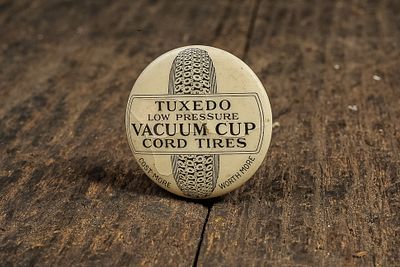 TUXEDO
LOW PRESSURE
VACUUM CUP
CORD TIRES
COST MORE
WORTH MORE